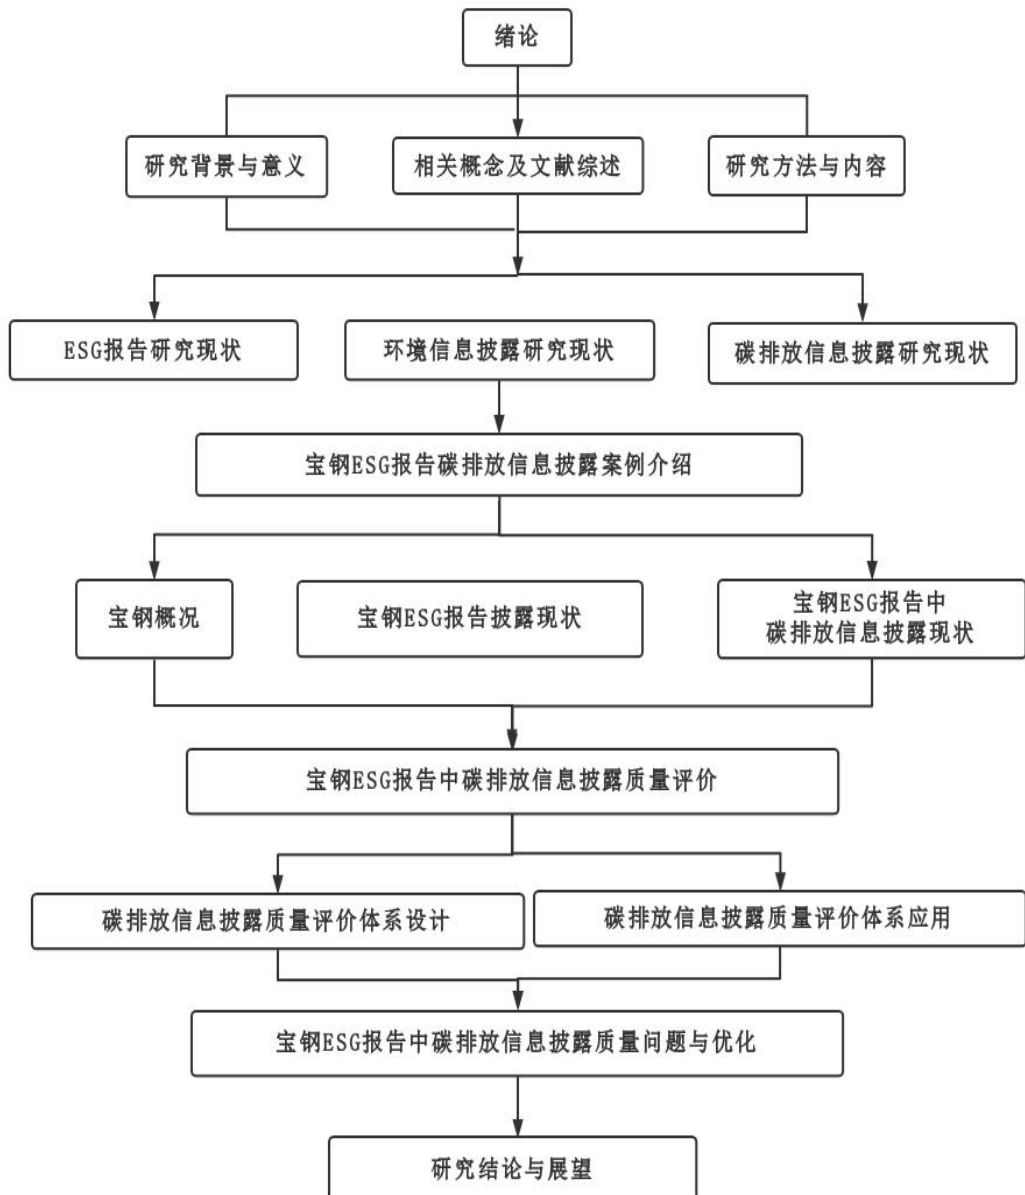 绪论
研究背景与意义
相关概念及文献综述
研究方法与内容
ESG报告研究现状
环境信息披露研究现状
碳排放信息披露研究现状
宝钢ESG报告碳排放信息披露案例介绍
宝钢概况
宝钢ESG报告披露现状
宝钢ESG报告中
碳排放信息披露现状
宝钢ESG报告中碳排放信息披露质量评价
碳排放信息披露质量评价体系设计
碳排放信息披露质量评价体系应用
宝钢ESG报告中碳排放信息披露质量问题与优化
研究结论与展望